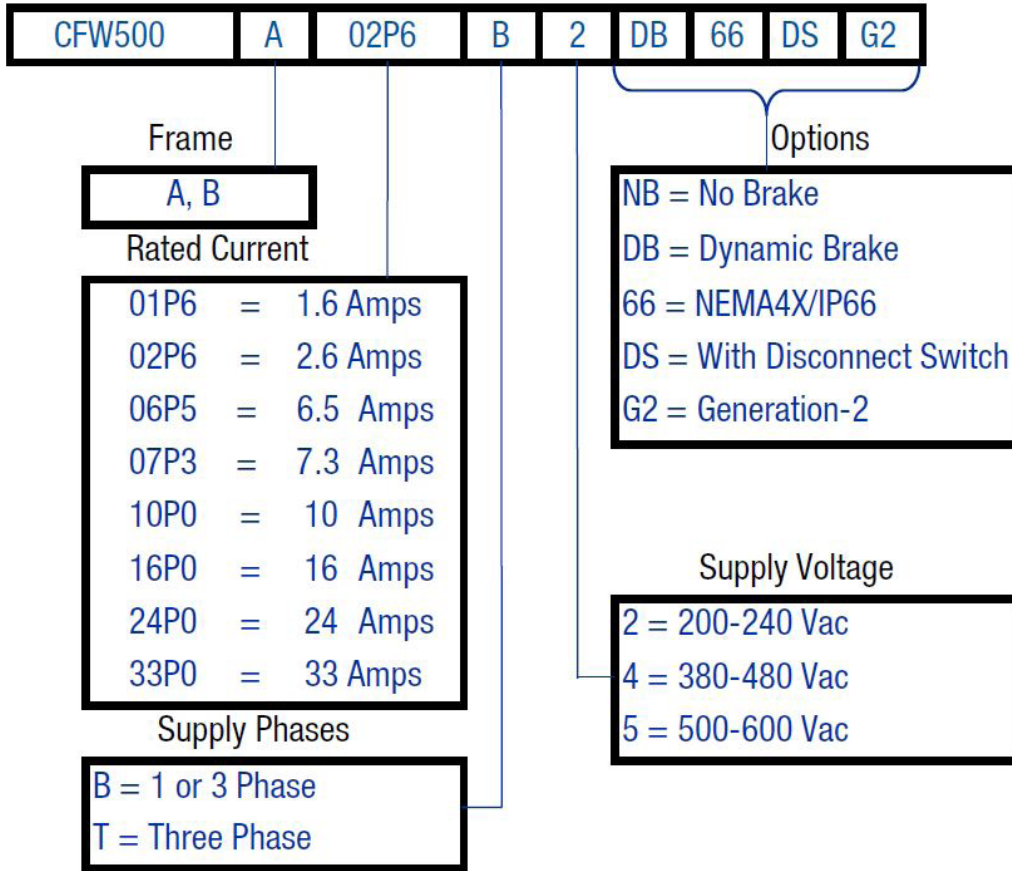 CFW500 A 02P6 B 2 DB 66 DS G2
Frame
A, B
Rated Current
01P6 = 1.6 Amps
02P6 = 2.6 Amps
06P5 = 6.5 Amps
07P3 = 7.3 Amps
10P0 = 10 Amps
16P0 = 16 Amps
24P0 = 24 Amps
33P0 = 33 Amps
Supply Phases
B = 1 or 3 Phase
T = Three Phase
Options
NB = No Brake
DB = Dynamic Brake
66 = NEMA4X/IP66
DS = With Disconnect Switch
G2 = Generation-2
Supply Voltage
2 = 200-240 Vac
4 = 380-480 Vac
5 = 500-600 Vac